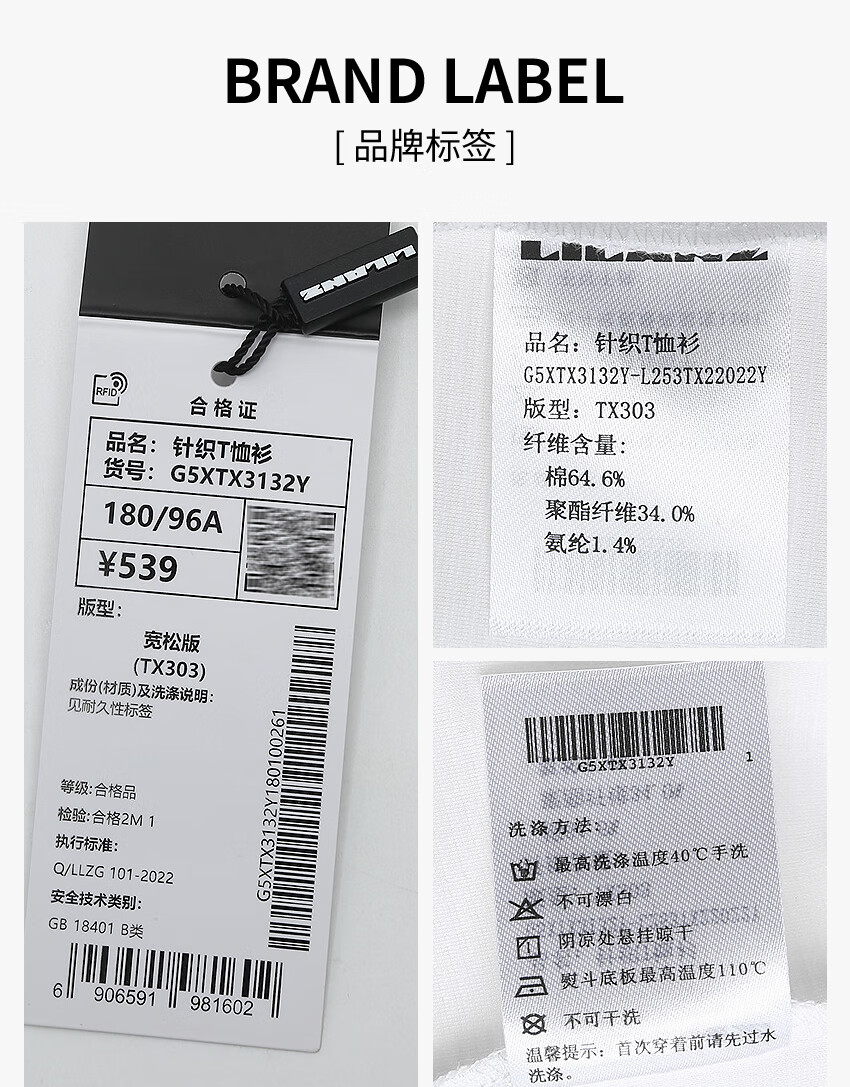 BRAND LABEL
[ 品牌标签 ]
LILANZ
RFID
合格证
品名：针织T恤衫
货号：G5XTX3132Y
180/96A
¥539
版型：
宽松版
(TX303)
成份(材质)及洗涤说明：
见耐久性标签
G5XTX3132Y180100261
等级:合格品
检验:合格2M 1
执行标准：
Q/LLZG 101-2022
安全技术类别：
GB 18401 B类
6 906591 981602
LILANZ
品名：针织T恤衫
G5XTX3132Y-L253TX22022Y
版型：TX303
纤维含量：
棉64.6%
聚酯纤维34.0%
氨纶1.4%
G5XTX3132Y
1
洗涤方法：
最高洗涤温度40℃手洗
不可漂白
阴凉处悬挂晾干
熨斗底板最高温度110℃
不可干洗
温馨提示：首次穿着前请先过水
洗涤。